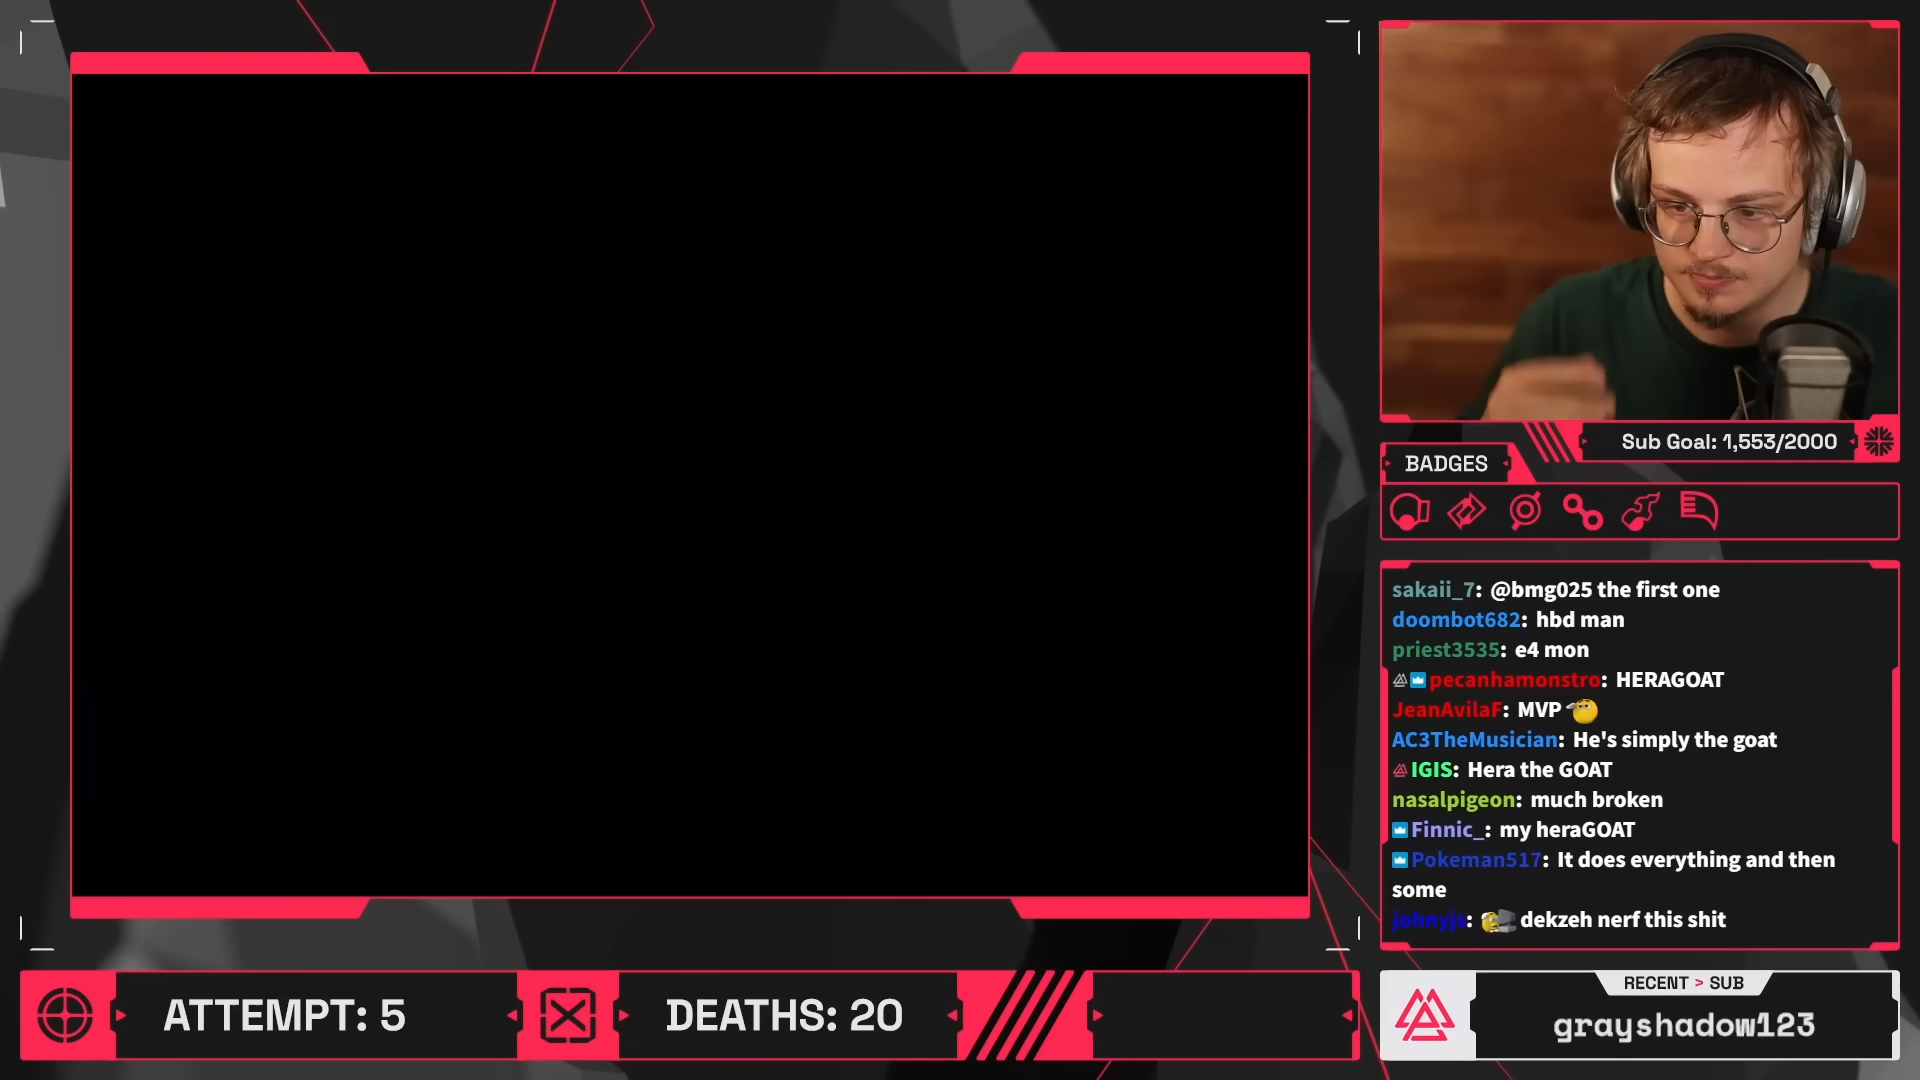 Sub Goal: 1,553/2000
BADGES
sakaii_7: @bmg025 the first one
doombot682: hbd man
priest3535: e4 mon
pecanhamonstro: HERAGOAT
JeanAvilaF: MVP
AC3TheMusician: He's simply the goat
IGIS: Hera the GOAT
nasalpigeon: much broken
Finnic_: my heraGOAT
Pokeman517: It does everything and then
some
johnyjs: dekzeh nerf this shit
ATTEMPT: 5
DEATHS: 20
RECENT > SUB
grayshadow123